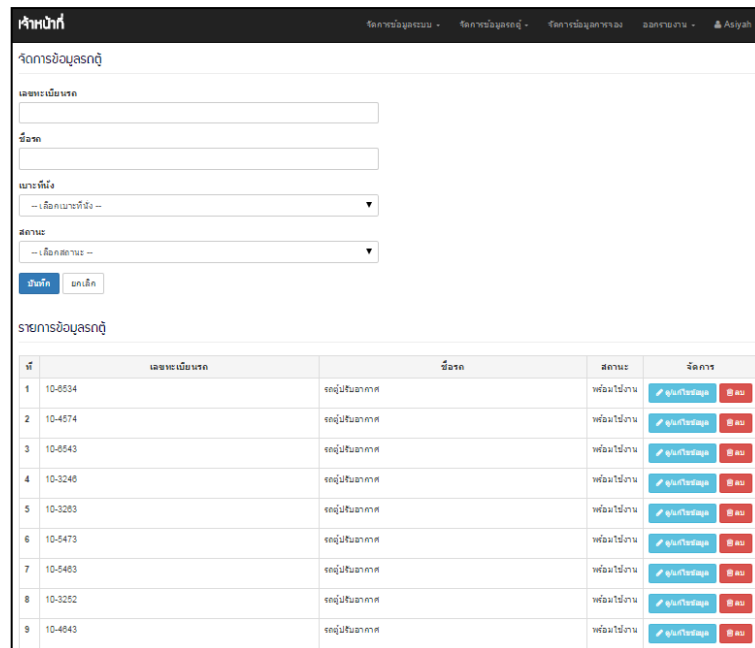 เจ้าหน้าที่ จัดการข้อมูลระบบ จัดการข้อมูลรถตู้ จัดการข้อมูลการจอง ออกรายงาน Asiyah
จัดการข้อมูลรถตู้
เลขทะเบียนรถ
ชื่อรถ
เบาะที่นั่ง
-- เลือกเบาะที่นั่ง --
สถานะ
-- เลือกสถานะ --
บันทึก ยกเลิก
รายการข้อมูลรถตู้
ที่ เลขทะเบียนรถ ชื่อรถ สถานะ จัดการ
1 10-6534 รถตู้ปรับอากาศ พร้อมใช้งาน ดู/แก้ไขข้อมูล ลบ
2 10-4574 รถตู้ปรับอากาศ พร้อมใช้งาน ดู/แก้ไขข้อมูล ลบ
3 10-6543 รถตู้ปรับอากาศ พร้อมใช้งาน ดู/แก้ไขข้อมูล ลบ
4 10-3246 รถตู้ปรับอากาศ พร้อมใช้งาน ดู/แก้ไขข้อมูล ลบ
5 10-3263 รถตู้ปรับอากาศ พร้อมใช้งาน ดู/แก้ไขข้อมูล ลบ
6 10-5473 รถตู้ปรับอากาศ พร้อมใช้งาน ดู/แก้ไขข้อมูล ลบ
7 10-5463 รถตู้ปรับอากาศ พร้อมใช้งาน ดู/แก้ไขข้อมูล ลบ
8 10-3252 รถตู้ปรับอากาศ พร้อมใช้งาน ดู/แก้ไขข้อมูล ลบ
9 10-4643 รถตู้ปรับอากาศ พร้อมใช้งาน ดู/แก้ไขข้อมูล ลบ